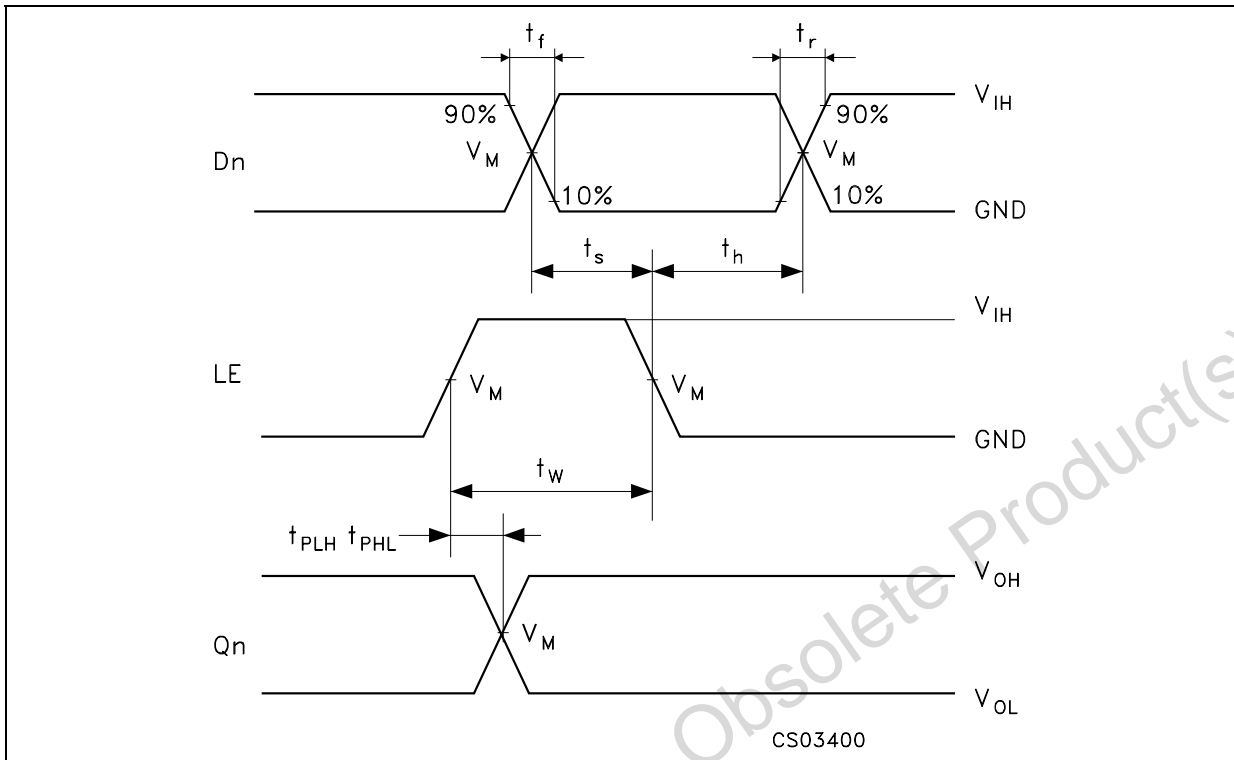 t_f t_r
V_IH
90% 90%
V_M V_M
Dn
10% 10%
GND
t_s t_h
V_IH
LE
V_M V_M
GND
t_W
t_PLH t_PHL
V_OH
Qn
V_M
V_OL
CS03400
Obsolete Product(s)